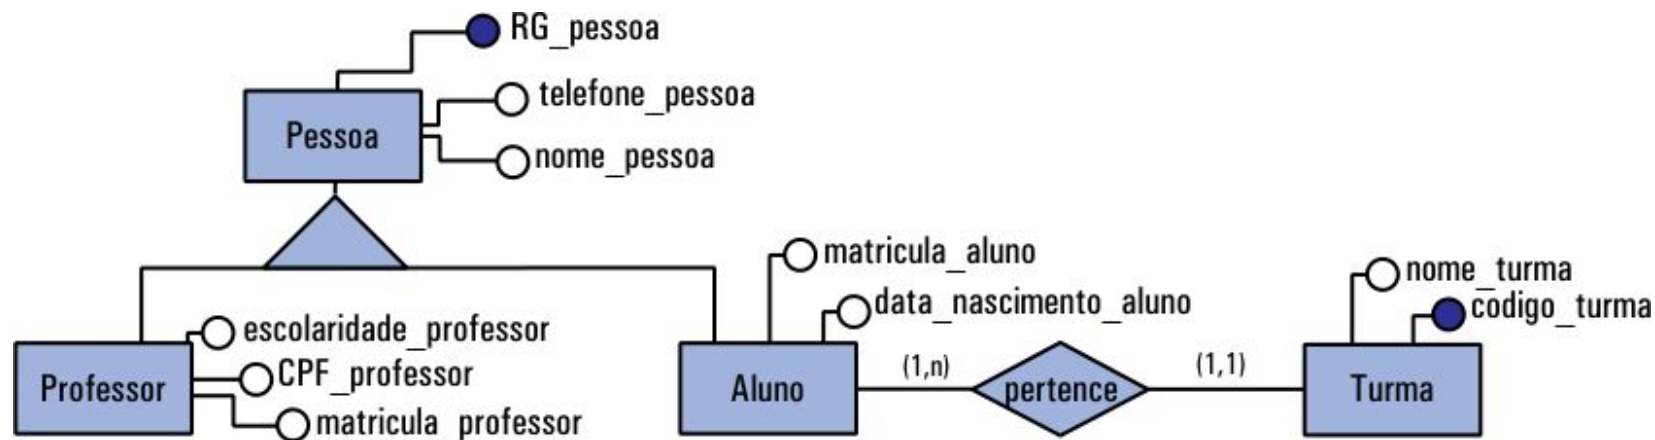 RG_pessoa
telefone_pessoa
Pessoa
nome_pessoa
matricula_aluno
data_nascimento_aluno
nome_turma
codigo_turma
escolaridade_professor
CPF_professor
matricula_professor
Professor
Aluno
(1,n)
pertence
(1,1)
Turma